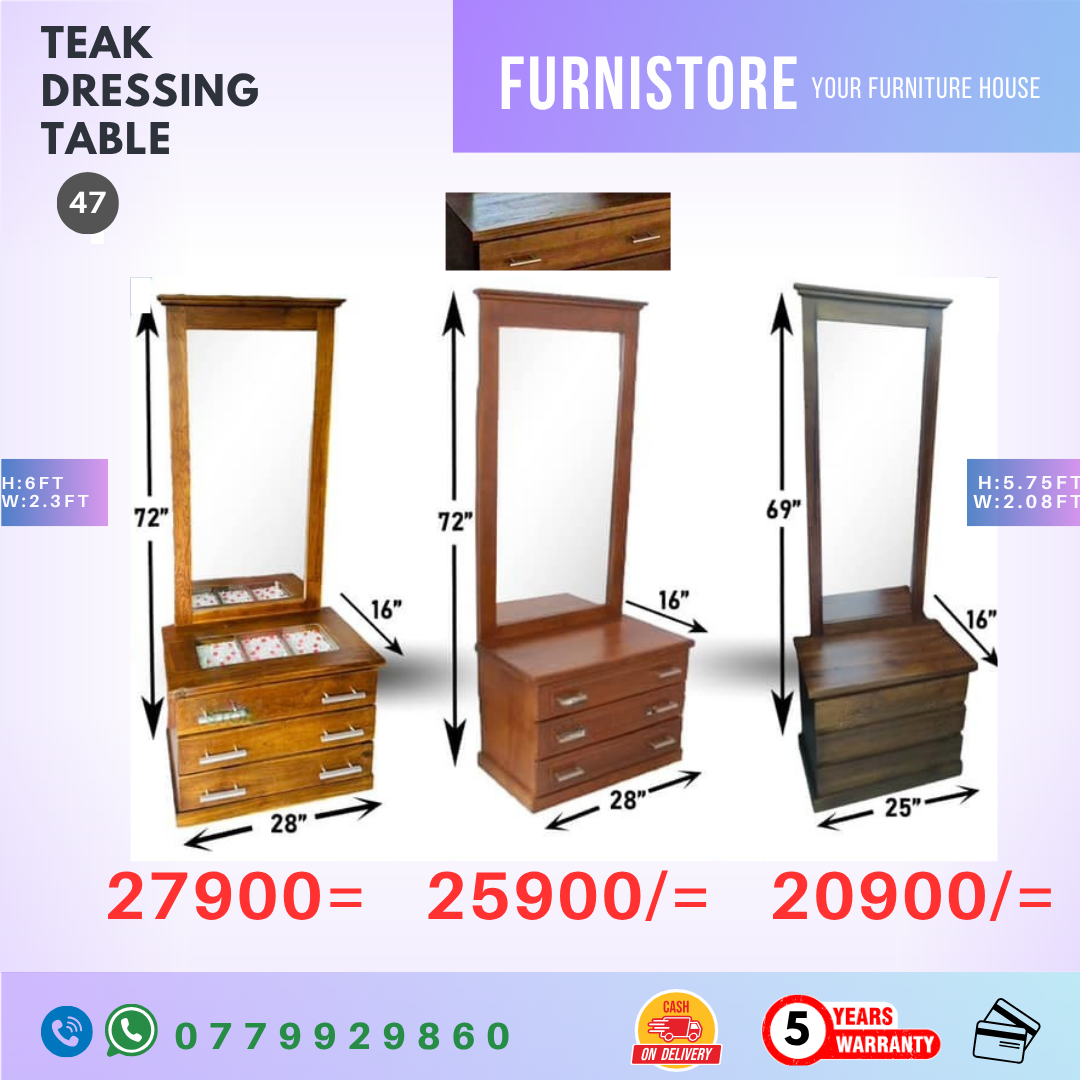 TEAK
DRESSING
TABLE
47
FURNISTORE YOUR FURNITURE HOUSE
H:6FT
W:2.3FT
H:5.75FT
W:2.08FT
72”
16”
28”
72”
16”
28”
69”
16”
25”
27900= 25900/= 20900/=
0779929860
CASH
ON DELIVERY
5 YEARS
WARRANTY